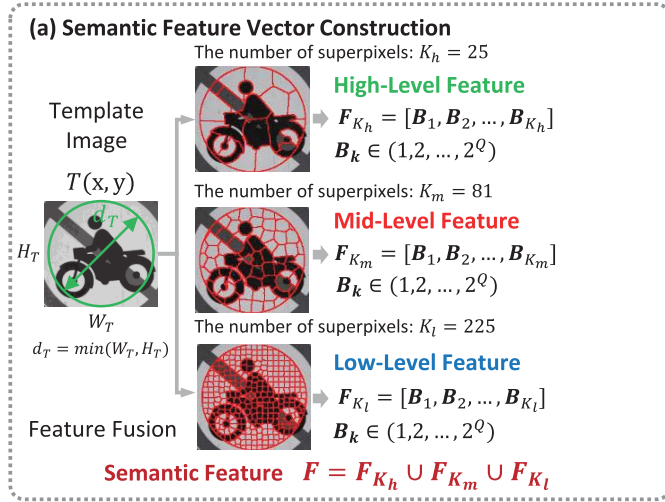 (a) Semantic Feature Vector Construction
The number of superpixels: K_h = 25
High-Level Feature
F_{K_h} = [B_1, B_2, …, B_{K_h}]
B_k ∈ (1,2, …, 2^Q)
Template
Image
T(x, y)
d_T
H_T
W_T
d_T = min(W_T, H_T)
The number of superpixels: K_m = 81
Mid-Level Feature
F_{K_m} = [B_1, B_2, …, B_{K_m}]
B_k ∈ (1,2, …, 2^Q)
The number of superpixels: K_l = 225
Low-Level Feature
F_{K_l} = [B_1, B_2, …, B_{K_l}]
B_k ∈ (1,2, …, 2^Q)
Feature Fusion
Semantic Feature F = F_{K_h} ∪ F_{K_m} ∪ F_{K_l}